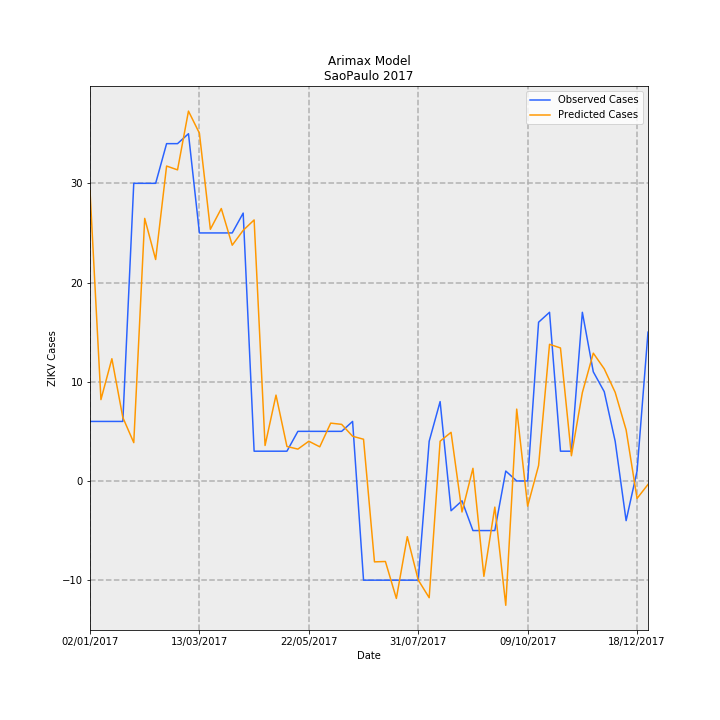 Arimax Model
SaoPaulo 2017
Observed Cases
Predicted Cases
ZIKV Cases
30
20
10
0
−10
02/01/2017
13/03/2017
22/05/2017
31/07/2017
09/10/2017
18/12/2017
Date